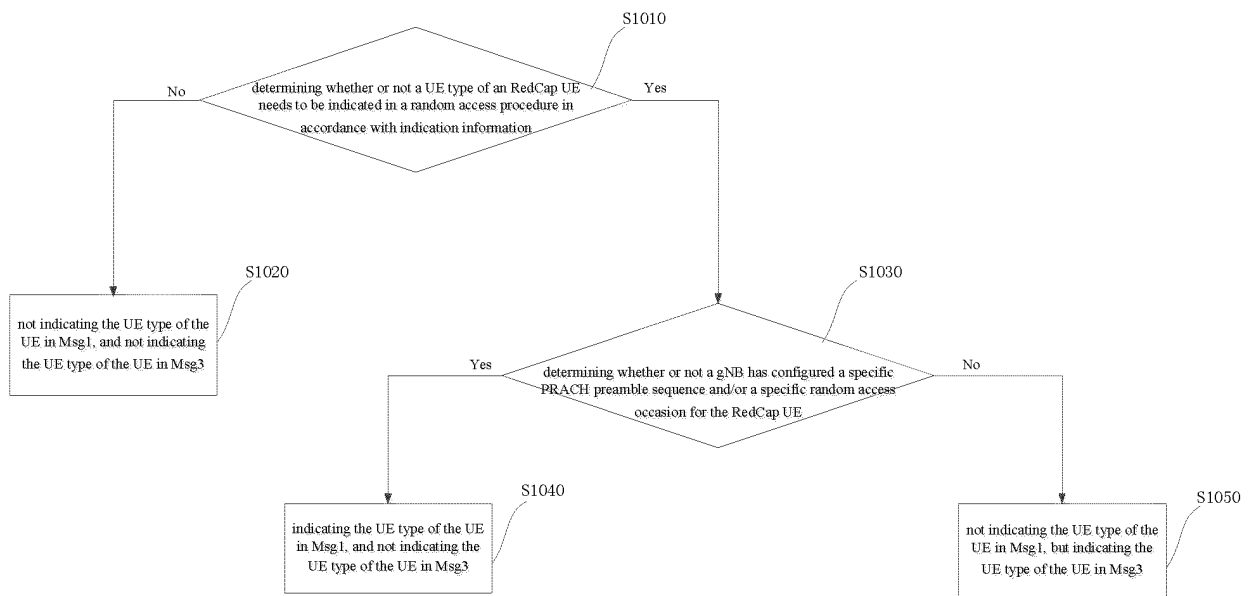 S1010
determining whether or not a UE type of an RedCap UE
needs to be indicated in a random access procedure in
accordance with indication information
No
Yes
S1020
not indicating the UE type of the
UE in Msg1, and not indicating
the UE type of the UE in Msg3
S1030
determining whether or not a gNB has configured a specific
PRACH preamble sequence and/or a specific random access
occasion for the RedCap UE
Yes
No
S1040
indicating the UE type of the UE
in Msg1, and not indicating the
UE type of the UE in Msg3
S1050
not indicating the UE type of the
UE in Msg1, but indicating the
UE type of the UE in Msg3